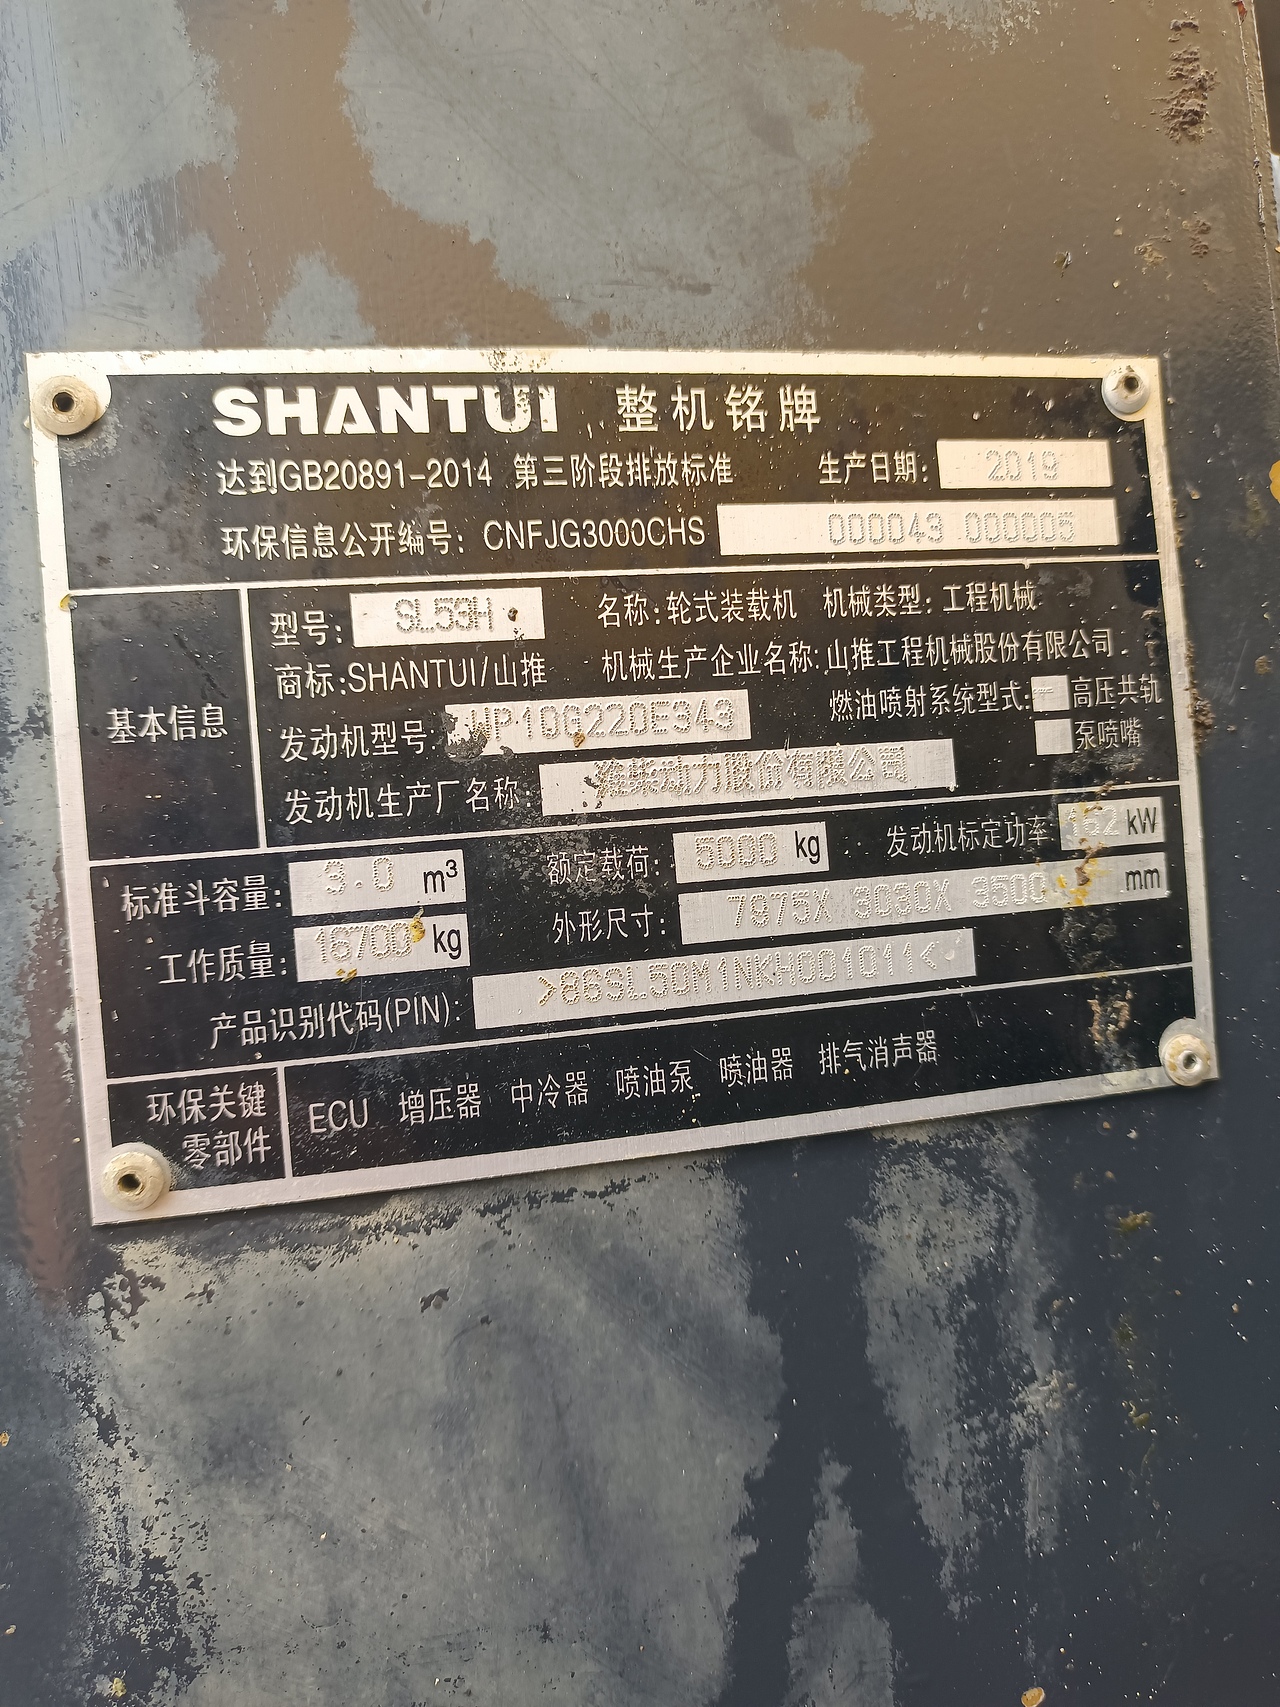 SHANTUI 整机铭牌
达到GB20891-2014 第三阶段排放标准 生产日期: 2019
环保信息公开编号: CNFJG3000CHS 000043 000005
基本信息
型号: SL53H 名称: 轮式装载机 机械类型: 工程机械
商标: SHANTUI/山推 机械生产企业名称: 山推工程机械股份有限公司
发动机型号: WP10G220E343 燃油喷射系统型式: 高压共轨
泵喷嘴
发动机生产厂名称: 潍柴动力股份有限公司
标准斗容量: 3.0 m³ 额定载荷: 5000 kg 发动机标定功率: 162 kW
工作质量: 16700 kg 外形尺寸: 7975X 3030X 3500 mm
产品识别代码(PIN): >86SL50M1NKH001011<
环保关键
零部件
ECU 增压器 中冷器 喷油泵 喷油器 排气消声器